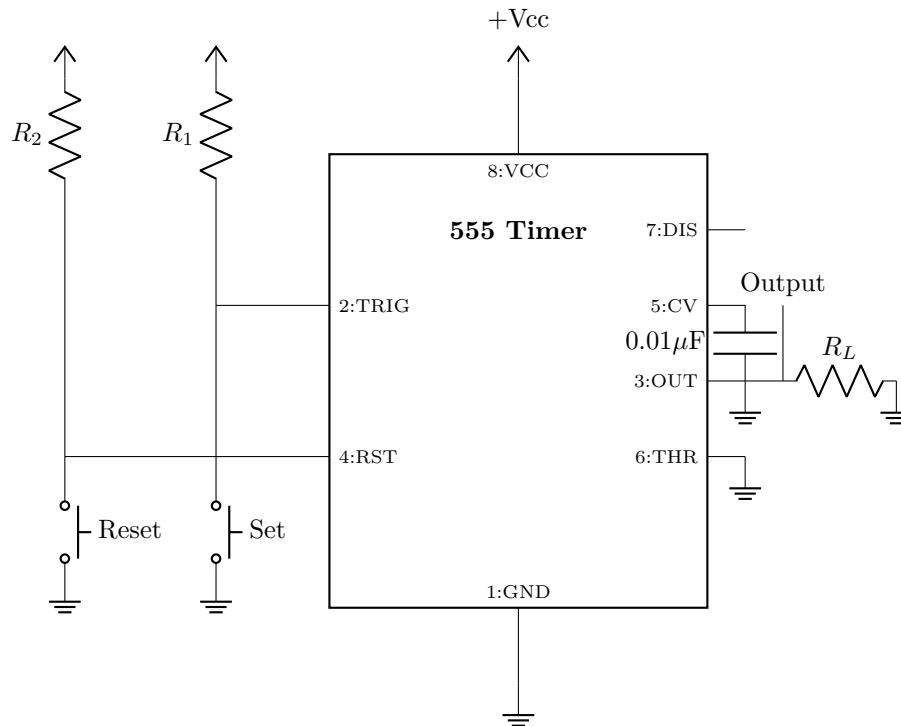 +Vcc
R₂
R₁
8:VCC
555 Timer
7:DIS
2:TRIG
5:CV
Output
0.01μF
R_L
3:OUT
4:RST
6:THR
Reset
Set
1:GND